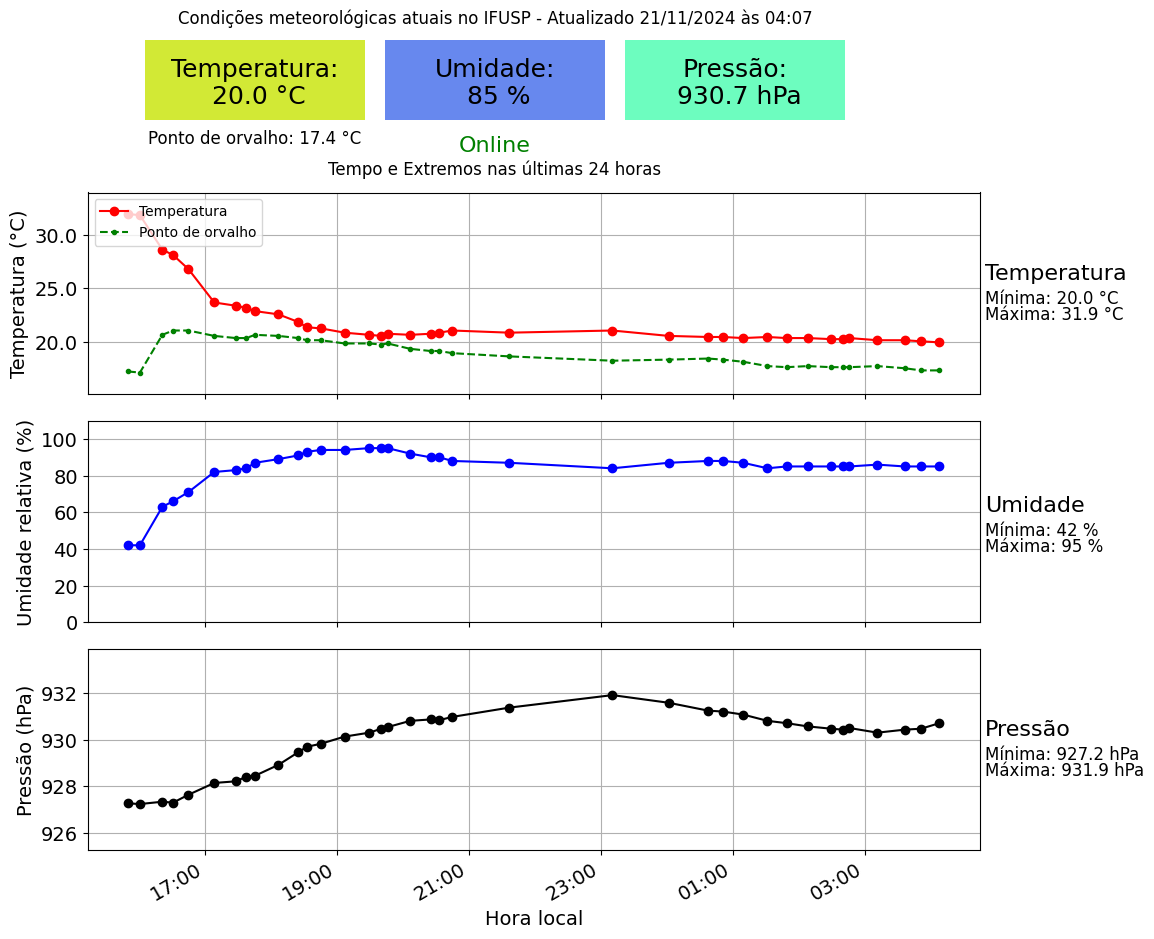 Condições meteorológicas atuais no IFUSP - Atualizado 21/11/2024 às 04:07
Temperatura:
20.0 °C
Umidade:
85 %
Pressão:
930.7 hPa
Ponto de orvalho: 17.4 °C
Online
Tempo e Extremos nas últimas 24 horas
Temperatura (°C)
30.0
25.0
20.0
Temperatura
Ponto de orvalho
Temperatura
Mínima: 20.0 °C
Máxima: 31.9 °C
Umidade relativa (%)
100
80
60
40
20
0
Umidade
Mínima: 42 %
Máxima: 95 %
Pressão (hPa)
932
930
928
926
Pressão
Mínima: 927.2 hPa
Máxima: 931.9 hPa
17:00
19:00
21:00
23:00
01:00
03:00
Hora local